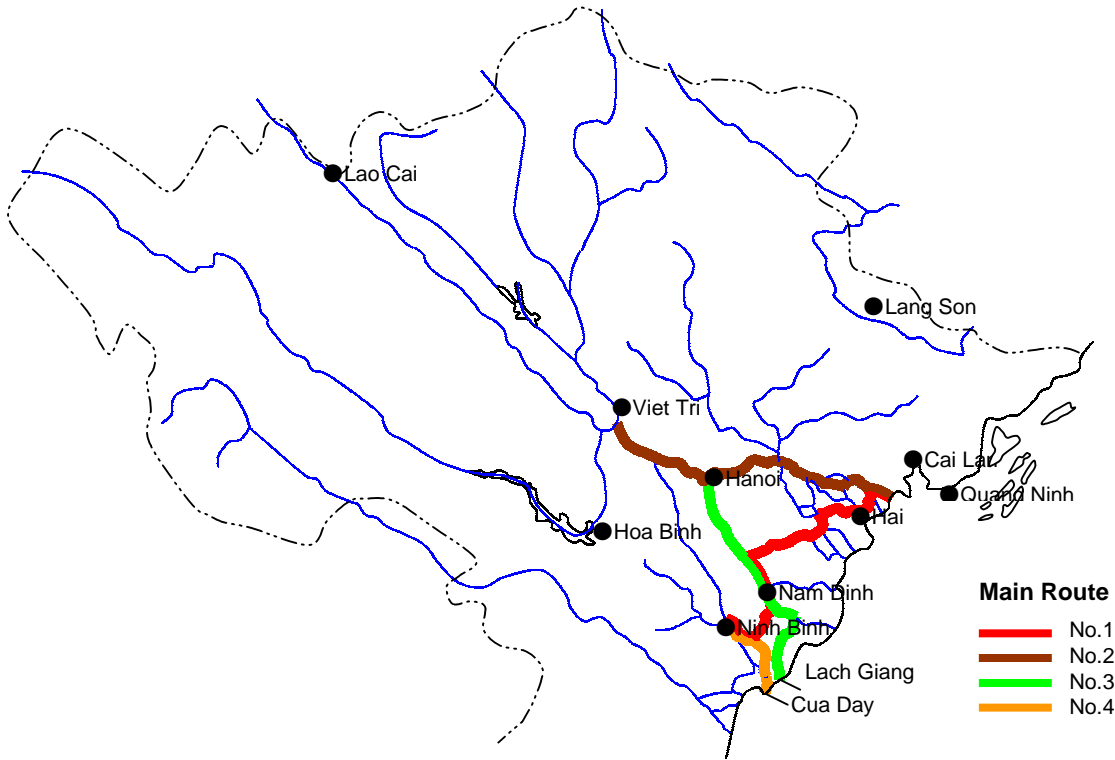 Lao Cai
Lang Son
Viet Tri
Cai Lan
Hanoi
Quang Ninh
Hai
Hoa Binh
Nam Dinh
Ninh Binh
Lach Giang
Cua Day
Main Route
No.1
No.2
No.3
No.4